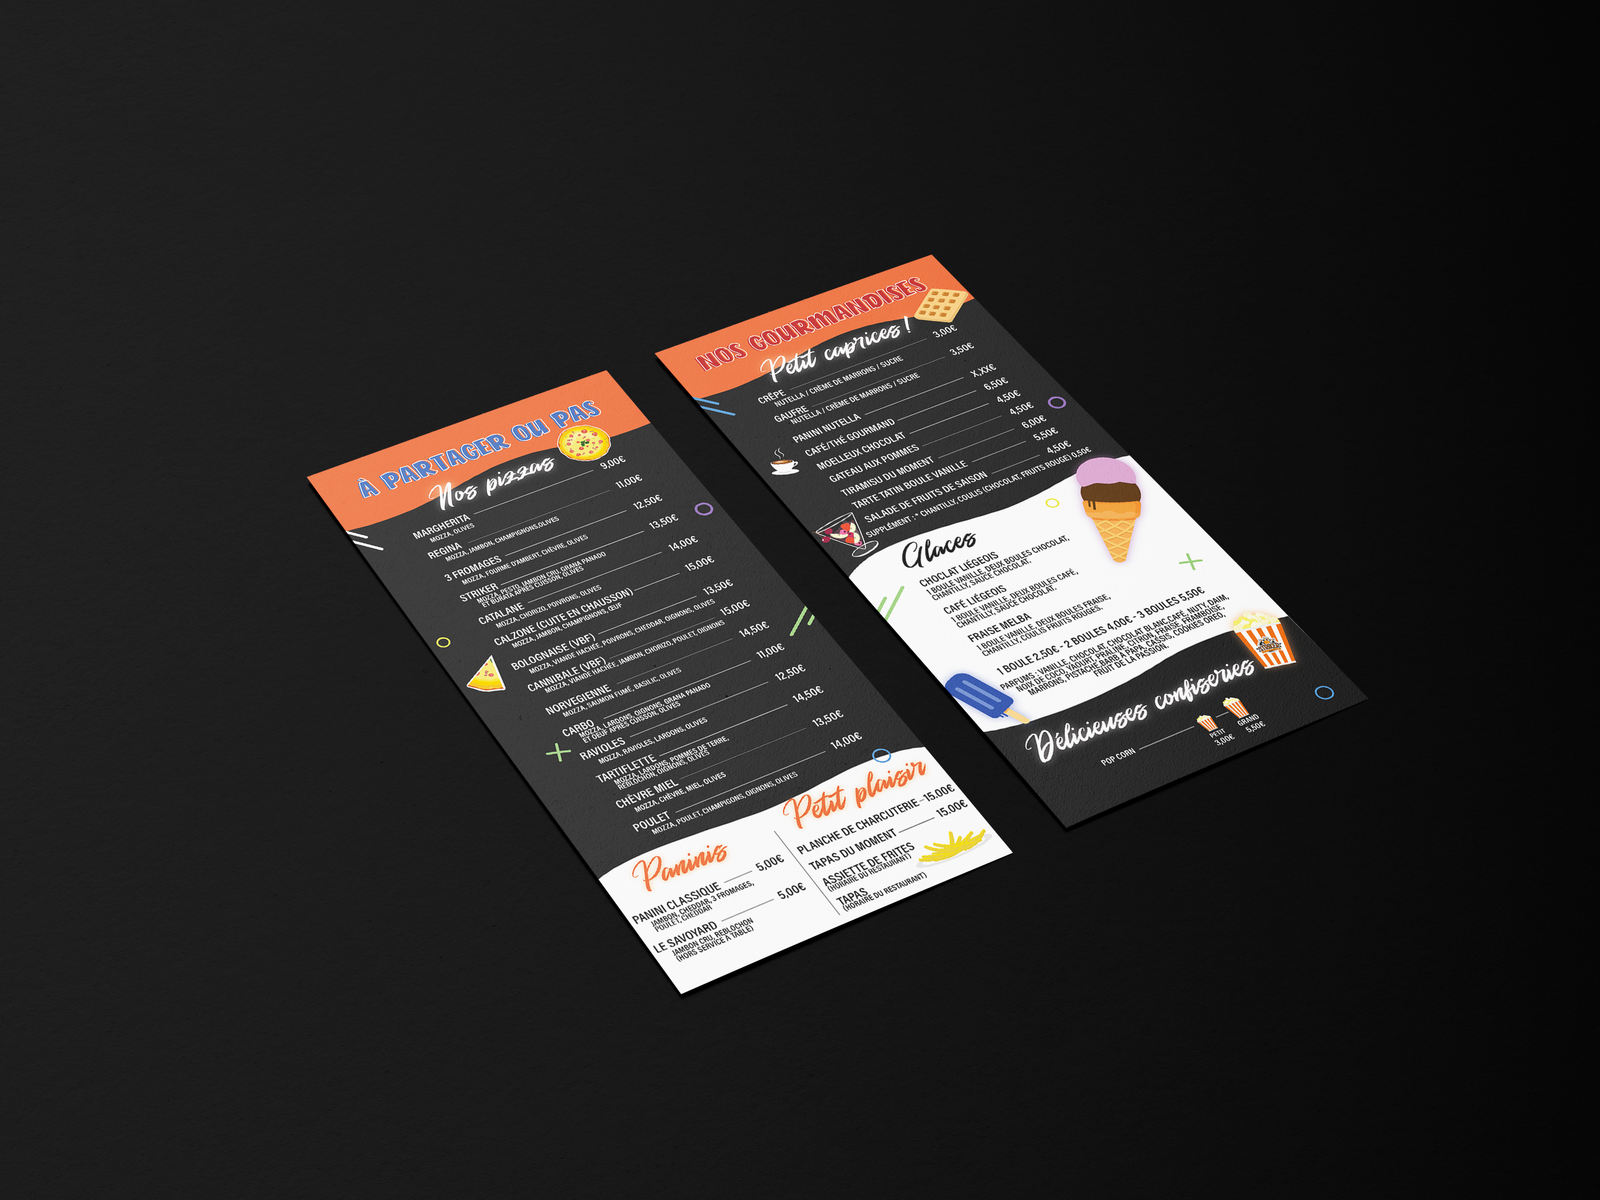 À PARTAGER OU PAS
Nos pizzas
MARGHERITA 9,00€
MOZZA, OLIVES
REGINA 11,00€
MOZZA, JAMBON, CHAMPIGNONS,OLIVES
3 FROMAGES 12,50€
MOZZA, FOURME D'AMBERT, CHÈVRE, OLIVES
STRIKER 13,50€
MOZZA, PESTO, JAMBON CRU, GRANA PANADO
ET BURATA APRÈS CUISSON, OLIVES
CATALANE 14,00€
MOZZA, CHORIZO, POIVRONS, OLIVES
CALZONE (CUITE EN CHAUSSON) 15,00€
MOZZA, JAMBON, CHAMPIGNONS, ŒUF
BOLOGNAISE (VBF) 13,50€
MOZZA, VIANDE HACHÉE, POIVRONS, CHEDDAR, OIGNONS, OLIVES
CANNIBALE (VBF) 15,00€
MOZZA, VIANDE HACHÉE, JAMBON, CHORIZO, POULET, OIGNONS
NORVEGIENNE 14,50€
MOZZA, SAUMON FUMÉ, BASILIC, OLIVES
CARBO 11,00€
MOZZA, LARDONS, OIGNONS, GRANA PADANO
ET OEUF APRÈS CUISSON, OLIVES
RAVIOLES 12,50€
MOZZA, RAVIOLES, LARDONS, OLIVES
TARTIFLETTE 14,50€
MOZZA, LARDONS, POMMES DE TERRE,
REBLOCHON, OIGNONS, OLIVES
CHÈVRE MIEL 13,50€
MOZZA, CHÈVRE, MIEL, OLIVES
POULET 14,00€
MOZZA, POULET, CHAMPIGONS, OIGNONS, OLIVES
Paninis
PANINI CLASSIQUE 5,00€
JAMBON, CHEDDAR, 3 FROMAGES,
POULET, CHEDDAR
LE SAVOYARD 5,00€
JAMBON CRU, REBLOCHON
(HORS SERVICE À TABLE)
Petit plaisir
PLANCHE DE CHARCUTERIE 15,00€
TAPAS DU MOMENT 15,00€
ASSIETTE DE FRITES
(HORAIRE DU RESTAURANT)
TAPAS
(HORAIRE DU RESTAURANT)
NOS GOURMANDISES
Petit caprices !
CRÊPE 3,00€
NUTELLA / CRÈME DE MARRONS / SUCRE
GAUFRE 3,50€
NUTELLA / CRÈME DE MARRONS / SUCRE
PANINI NUTELLA X,XX€
CAFÉ/THÉ GOURMAND 6,50€
MOELLEUX CHOCOLAT 4,50€
GATEAU AUX POMMES 4,50€
TIRAMISU DU MOMENT 6,00€
TARTE TATIN BOULE VANILLE 5,50€
SALADE DE FRUITS DE SAISON 4,50€
SUPPLÉMENT : * CHANTILLY, COULIS (CHOCOLAT, FRUITS ROUGE) 0,50€
Glaces
CHOCLAT LIÉGEOIS
1 BOULE VANILLE, DEUX BOULES CHOCOLAT,
CHANTILLY, SAUCE CHOCOLAT,
CAFÉ LIÉGEOIS
1 BOULE VANILLE, DEUX BOULES CAFÉ,
CHANTILLY, SAUCE CHOCOLAT,
FRAISE MELBA
1 BOULE VANILLE, DEUX BOULES FRAISE,
CHANTILLY, COULIS FRUITS ROUGES.
1 BOULE 2,50€ - 2 BOULES 4,00€ - 3 BOULES 5,50€
PARFUMS : VANILLE, CHOCOLAT, CHOCOLAT BLANC, CAFÉ, NUTY, DAIM,
NOIX DE COCO, YAOURT, PRALINE, CITRON, FRAISE, FRAMBOISE,
MARRONS, PISTACHE, BARB À PAPA, CASSIS, COOKIES OREO,
FRUIT DE LA PASSION.
Délicieuses confiseries
POP CORN
PETIT GRAND
3,00€ 5,50€